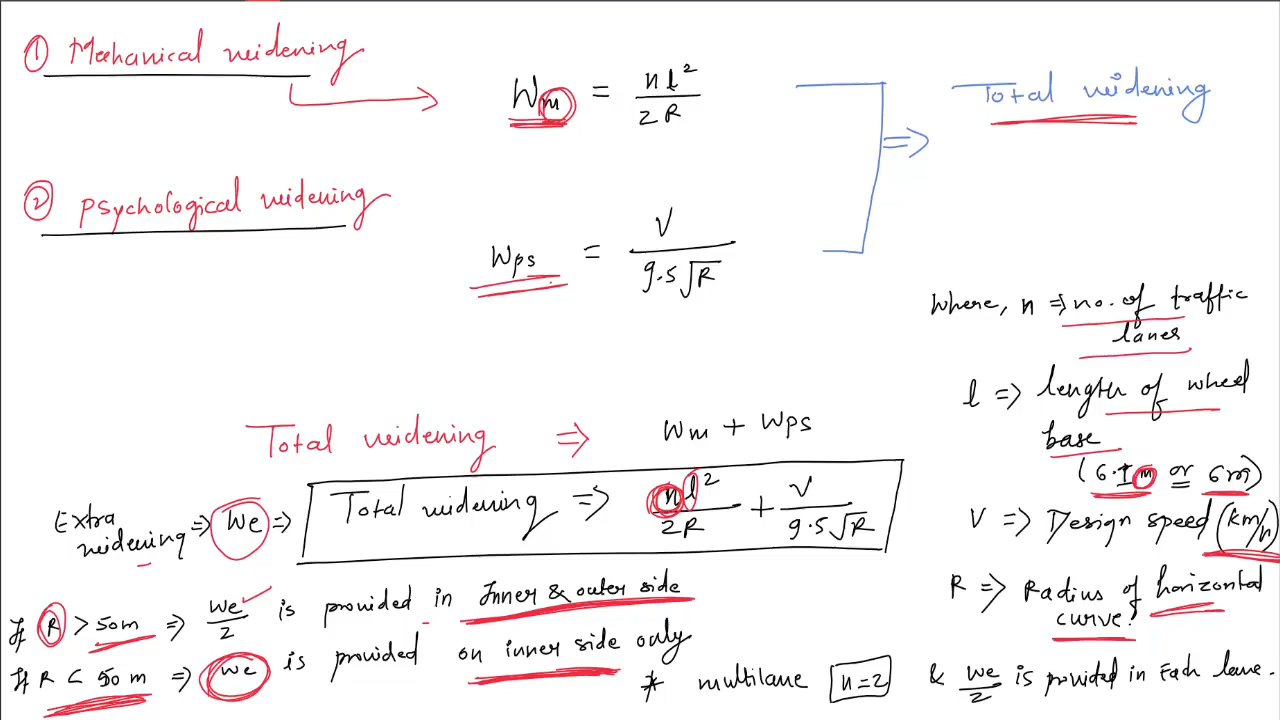 ① Mechanical widening
Wm = nl²/2R
Total widening
② Psychological widening
Wps = V/9.5√R
Where, n ⇒ no. of traffic
lanes
l ⇒ length of wheel
base
(6.1m or 6m)
V ⇒ Design speed (km/h)
R ⇒ Radius of horizontal
curve.
Total widening ⇒ Wm + Wps
Extra widening ⇒ We ⇒ Total widening ⇒ nl²/2R + V/9.5√R
If R > 50m ⇒ We/2 is provided in Inner & outer side
If R < 50m ⇒ We is provided on inner side only
* multilane n=2 & We/2 is provided in Each lane.